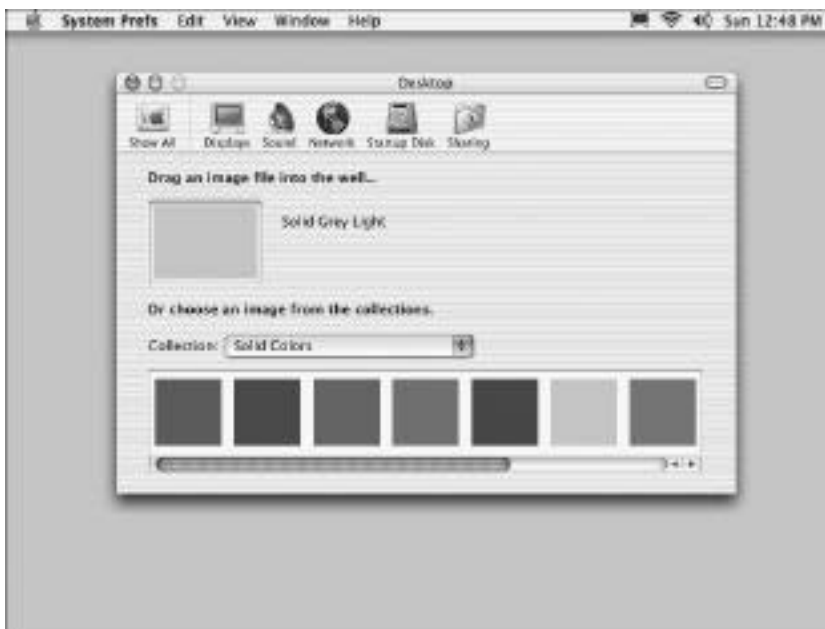 System Prefs Edit View Window Help Sun 12:48 PM
Desktop
Show All Displays Sound Network Startup Disk Sharing
Drag an image file into the well...
Solid Grey Light
Or choose an image from the collections.
Collection: Solid Colors